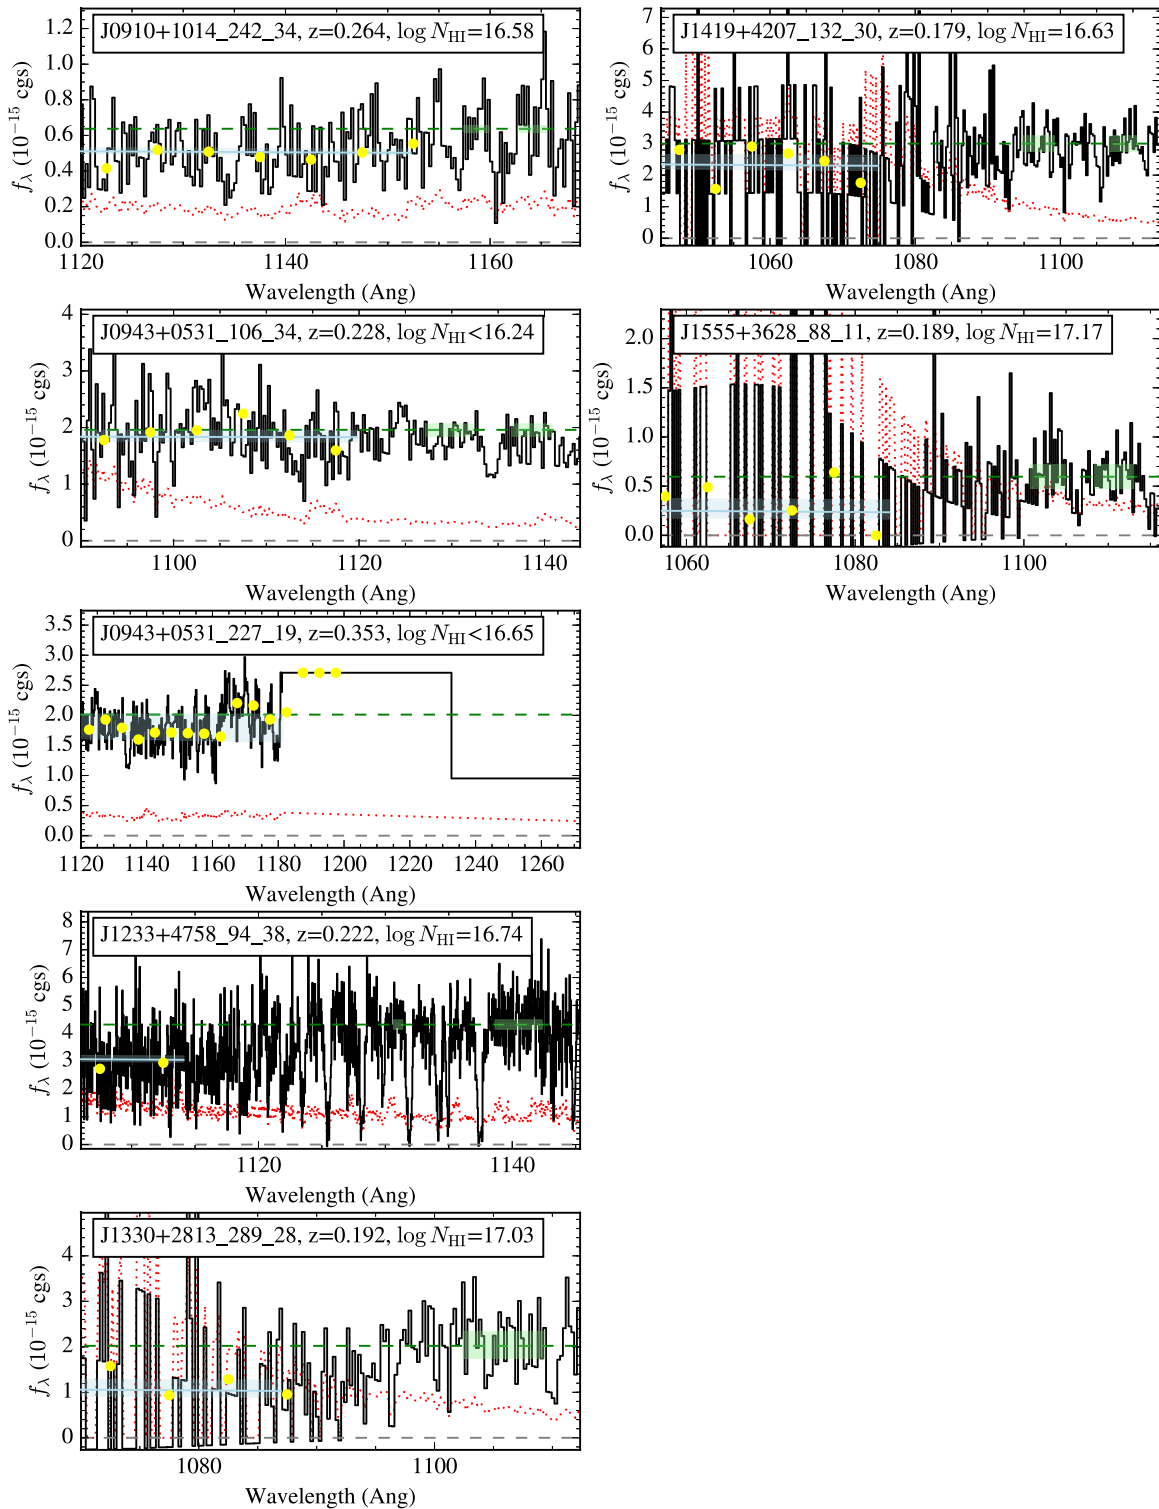 J0910+1014_242_34, z=0.264, log N_HI=16.58
f_λ (10^−15 cgs)
1.2
1.0
0.8
0.6
0.4
0.2
0.0
1120 1140 1160
Wavelength (Ang)
J1419+4207_132_30, z=0.179, log N_HI=16.63
f_λ (10^−15 cgs)
7
6
5
4
3
2
1
0
1060 1080 1100
Wavelength (Ang)
J0943+0531_106_34, z=0.228, log N_HI<16.24
f_λ (10^−15 cgs)
4
3
2
1
0
1100 1120 1140
Wavelength (Ang)
J1555+3628_88_11, z=0.189, log N_HI=17.17
f_λ (10^−15 cgs)
2.0
1.5
1.0
0.5
0.0
1060 1080 1100
Wavelength (Ang)
J0943+0531_227_19, z=0.353, log N_HI<16.65
f_λ (10^−15 cgs)
3.5
3.0
2.5
2.0
1.5
1.0
0.5
0.0
1120 1140 1160 1180 1200 1220 1240 1260
Wavelength (Ang)
J1233+4758_94_38, z=0.222, log N_HI=16.74
f_λ (10^−15 cgs)
8
7
6
5
4
3
2
1
0
1120 1140
Wavelength (Ang)
J1330+2813_289_28, z=0.192, log N_HI=17.03
f_λ (10^−15 cgs)
4
3
2
1
0
1080 1100
Wavelength (Ang)